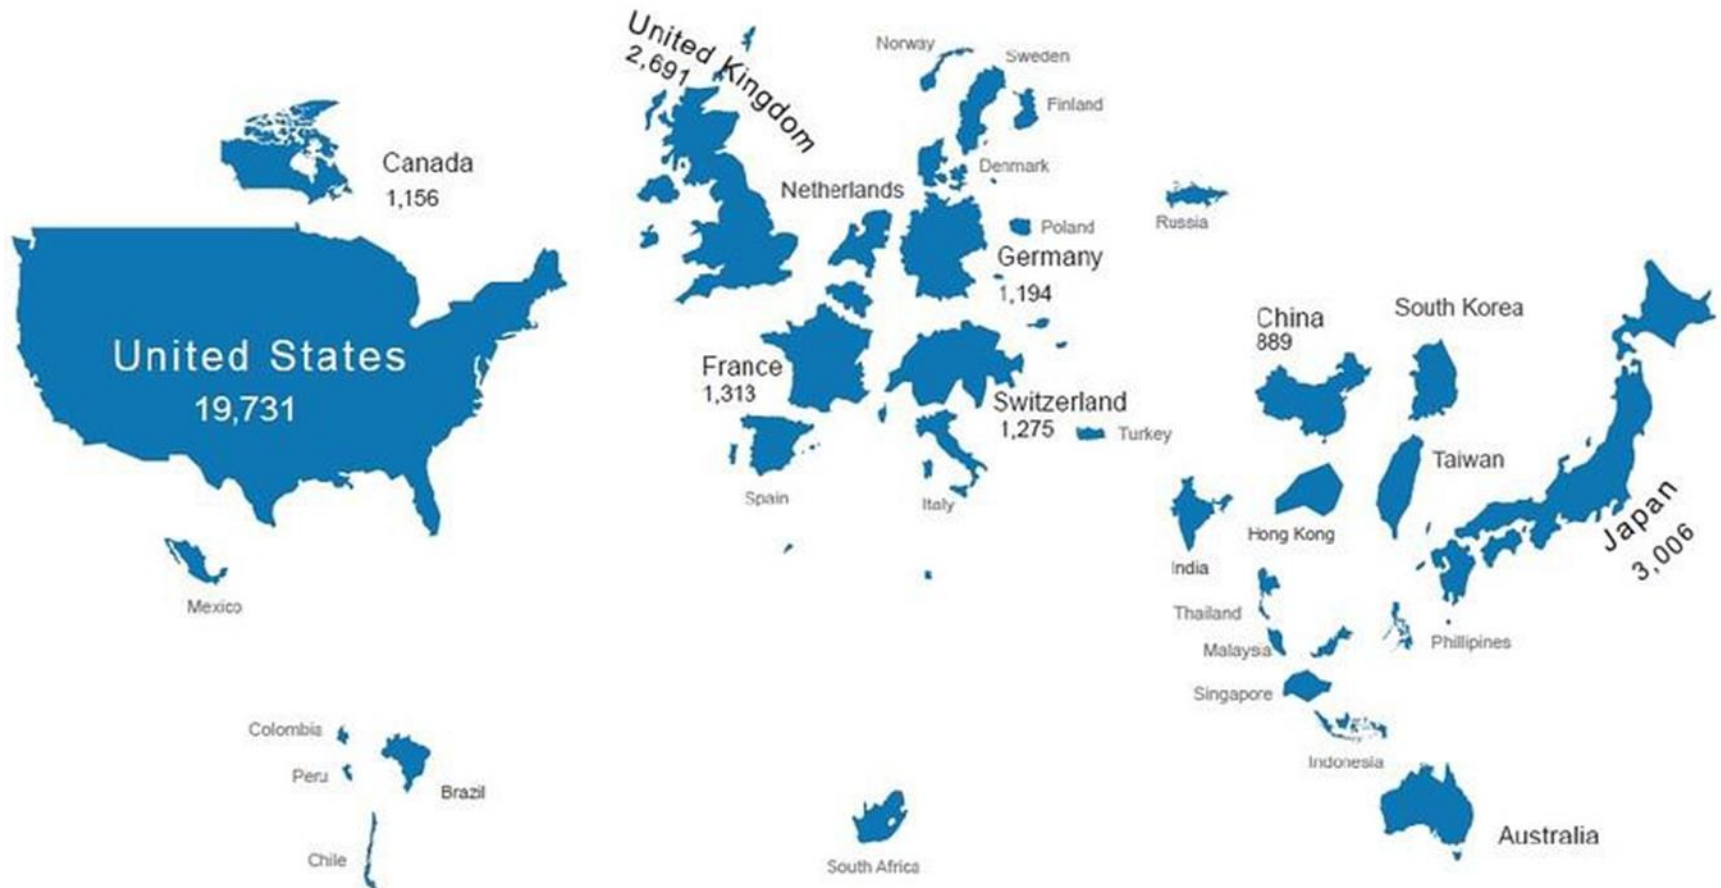 United Kingdom
2,691
Norway
Sweden
Finland
Denmark
Canada
1,156
Netherlands
Russia
Poland
Germany
1,194
United States
19,731
France
1,313
Switzerland
1,275
Turkey
Spain
Italy
China
889
South Korea
Taiwan
Japan
3,006
Hong Kong
India
Thailand
Malaysia
Phillipines
Singapore
Indonesia
Australia
Mexico
Colombia
Peru
Brazil
Chile
South Africa